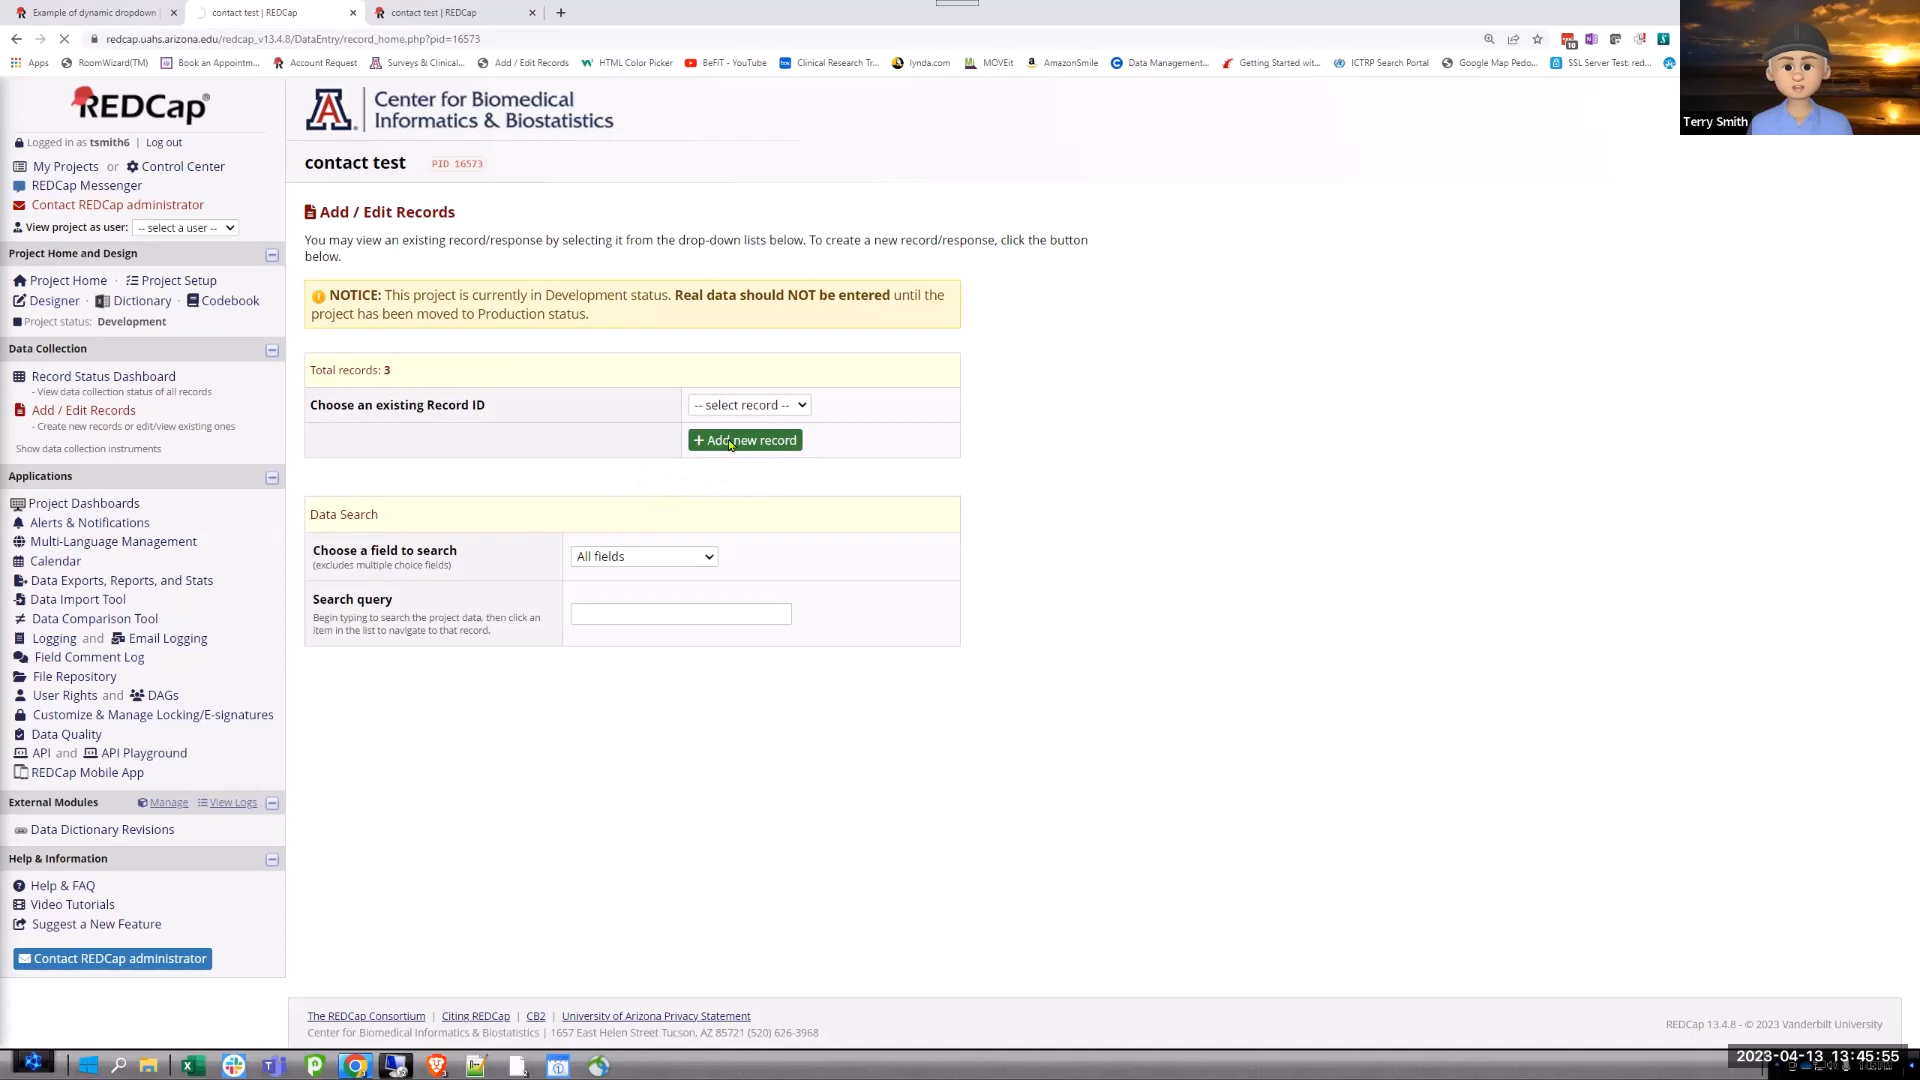 Example of dynamic dropdown
contact test | REDCap
contact test | REDCap
redcap.uahs.arizona.edu/redcap_v13.4.8/DataEntry/record_home.php?pid=16573
Apps
RoomWizard(TM)
Book an Appointm...
Account Request
Surveys & Clinical...
Add / Edit Records
HTML Color Picker
BeFiT - YouTube
Clinical Research Tr...
lynda.com
MOVEit
AmazonSmile
Data Management...
Getting Started wit...
ICTRP Search Portal
Google Map Pedo...
SSL Server Test: red...
Terry Smith
REDCap
Logged in as tsmith6 | Log out
My Projects or Control Center
REDCap Messenger
Contact REDCap administrator
View project as user: -- select a user --
Project Home and Design
Project Home · Project Setup
Designer · Dictionary · Codebook
Project status: Development
Data Collection
Record Status Dashboard
- View data collection status of all records
Add / Edit Records
- Create new records or edit/view existing ones
Show data collection instruments
Applications
Project Dashboards
Alerts & Notifications
Multi-Language Management
Calendar
Data Exports, Reports, and Stats
Data Import Tool
Data Comparison Tool
Logging and Email Logging
Field Comment Log
File Repository
User Rights and DAGs
Customize & Manage Locking/E-signatures
Data Quality
API and API Playground
REDCap Mobile App
External Modules Manage View Logs
Data Dictionary Revisions
Help & Information
Help & FAQ
Video Tutorials
Suggest a New Feature
Contact REDCap administrator
A
Center for Biomedical
Informatics & Biostatistics
contact test PID 16573
Add / Edit Records
You may view an existing record/response by selecting it from the drop-down lists below. To create a new record/response, click the button
below.
NOTICE: This project is currently in Development status. Real data should NOT be entered until the
project has been moved to Production status.
Total records: 3
Choose an existing Record ID -- select record --
+ Add new record
Data Search
Choose a field to search All fields
(excludes multiple choice fields)
Search query
Begin typing to search the project data, then click an
item in the list to navigate to that record.
The REDCap Consortium | Citing REDCap | CB2 | University of Arizona Privacy Statement
Center for Biomedical Informatics & Biostatistics | 1657 East Helen Street Tucson, AZ 85721 (520) 626-3968
REDCap 13.4.8 - © 2023 Vanderbilt University
2023-04-13 13:45:55